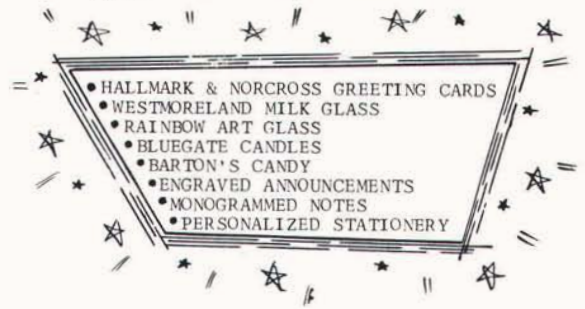 • HALLMARK & NORCROSS GREETING CARDS
• WESTMORELAND MILK GLASS
• RAINBOW ART GLASS
• BLUEGATE CANDLES
• BARTON'S CANDY
• ENGRAVED ANNOUNCEMENTS
• MONOGRAMMED NOTES
• PERSONALIZED STATIONERY